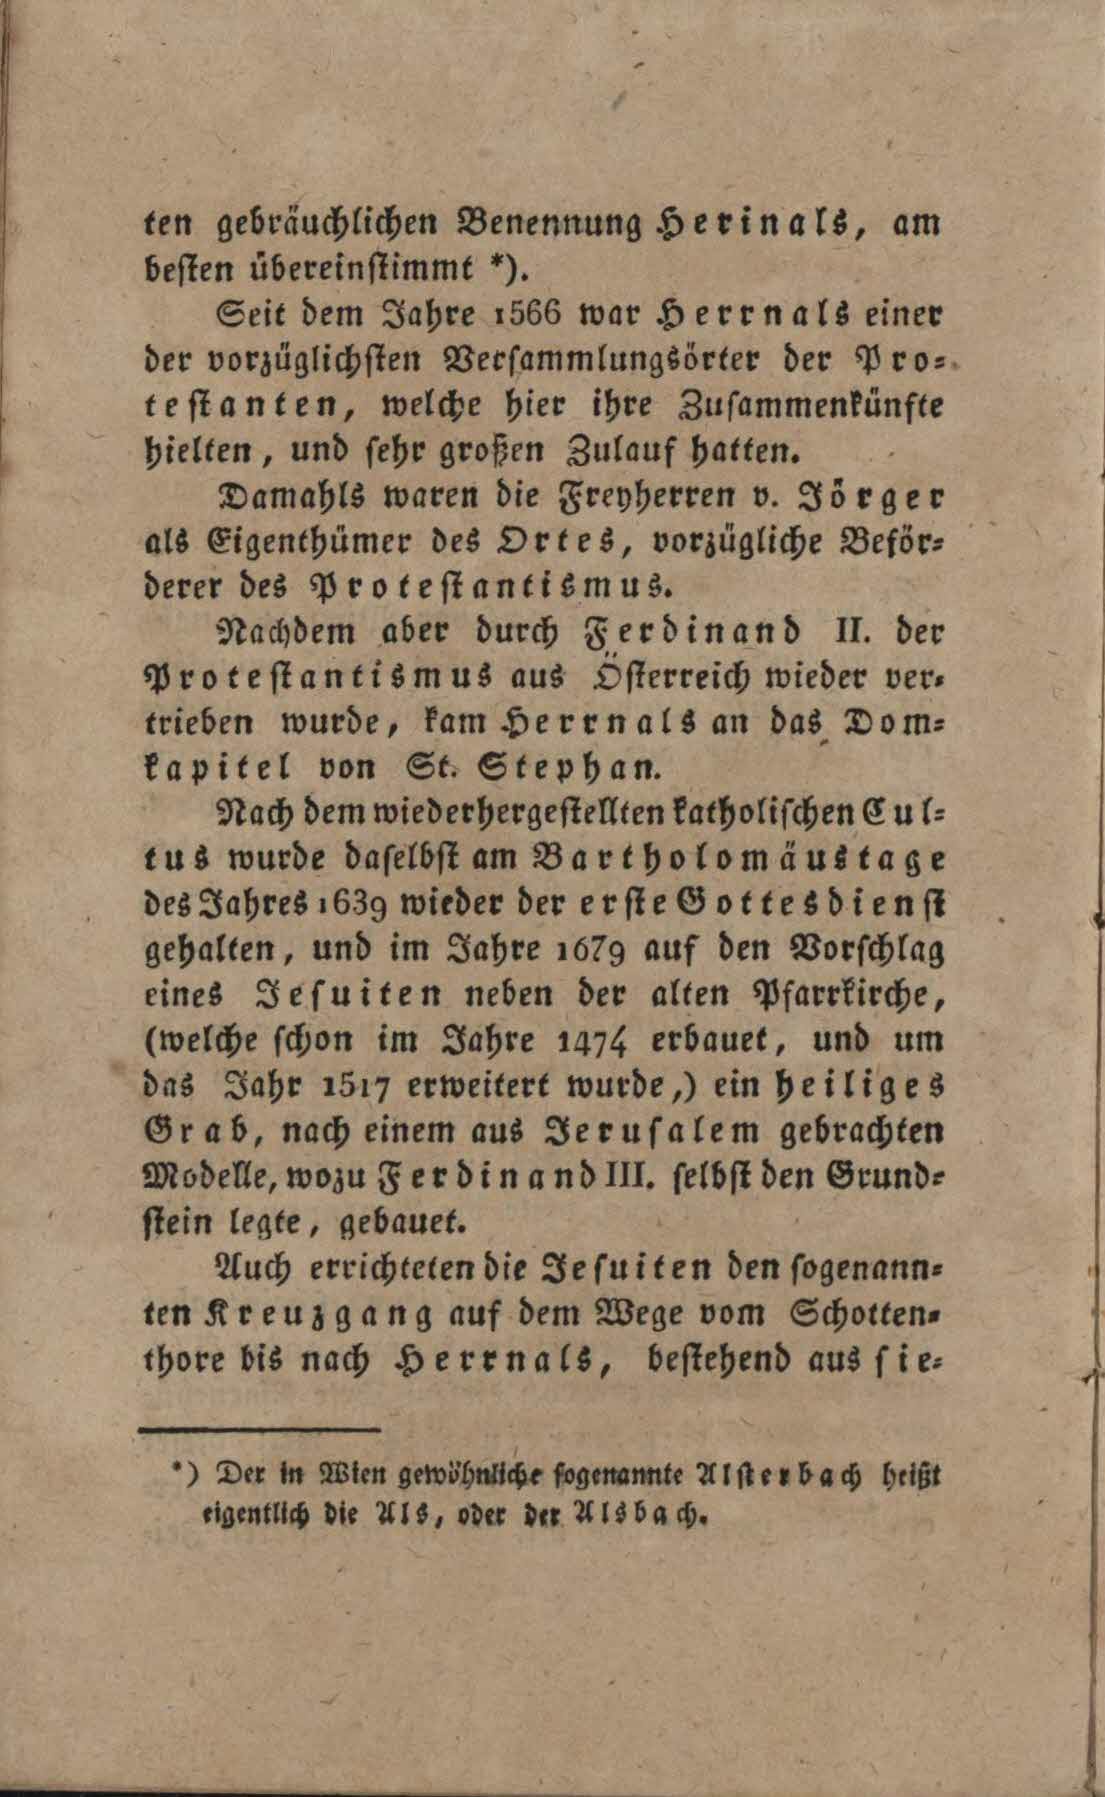 ten gebräuchlichen Benennung Herinals, am
besten übereinstimmt *).
Seit dem Jahre 1566 war Herrnals einer
der vorzüglichsten Versammlungsörter der Pro-
testanten, welche hier ihre Zusammenkünfte
hielten, und sehr großen Zulauf hatten.
Damahls waren die Freyherren v. Jörger
als Eigenthümer des Ortes, vorzügliche Beför-
derer des Protestantismus.
Nachdem aber durch Ferdinand II. der
Protestantismus aus Österreich wieder ver-
trieben wurde, kam Herrnals an das Dom-
kapitel von St. Stephan.
Nach dem wiederhergestellten katholischen Cul-
tus wurde daselbst am Bartholomäustage
des Jahres 1639 wieder der erste Gottesdienst
gehalten, und im Jahre 1679 auf den Vorschlag
eines Jesuiten neben der alten Pfarrkirche,
(welche schon im Jahre 1474 erbauet, und um
das Jahr 1517 erweitert wurde,) ein heiliges
Grab, nach einem aus Jerusalem gebrachten
Modelle, wozu Ferdinand III. selbst den Grund-
stein legte, gebauet.
Auch errichteten die Jesuiten den sogenann-
ten Kreuzgang auf dem Wege vom Schotten-
thore bis nach Herrnals, bestehend aus sie-
*) Der in Wien gewöhnliche sogenannte Alsterbach heißt
eigentlich die Als, oder der Alsbach.